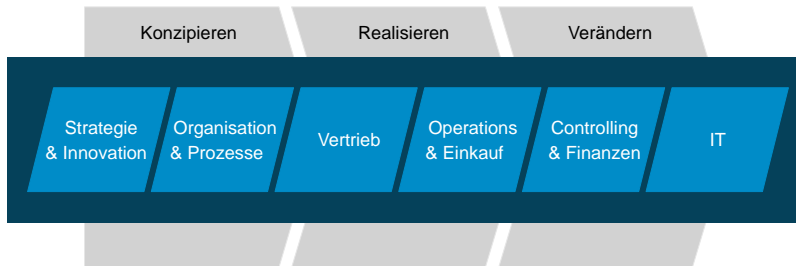 Konzipieren
Realisieren
Verändern
Strategie
& Innovation
Organisation
& Prozesse
Vertrieb
Operations
& Einkauf
Controlling
& Finanzen
IT